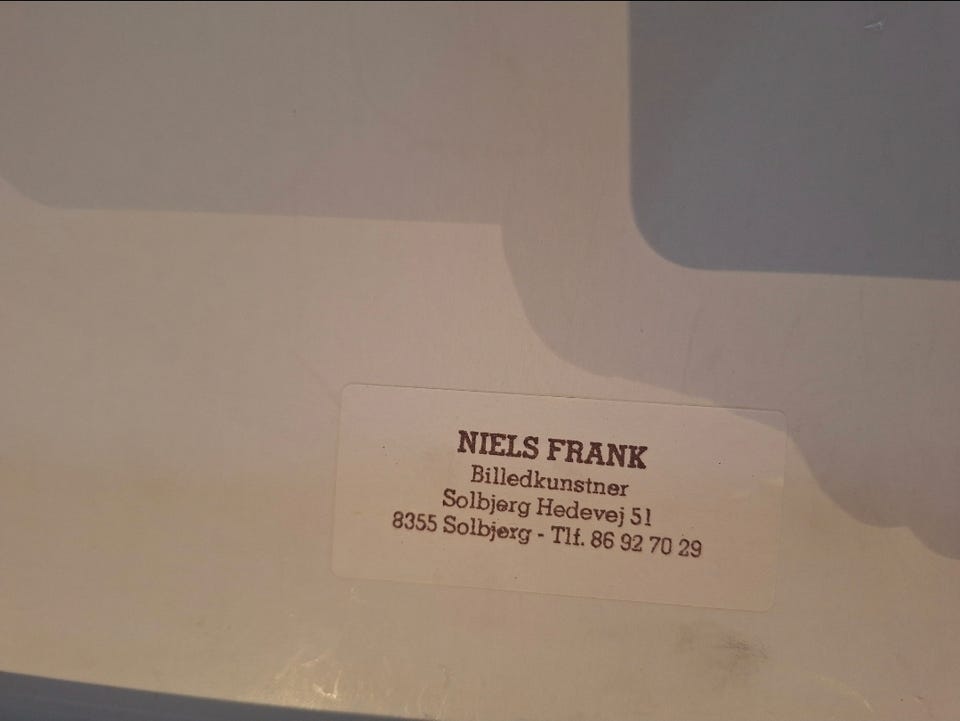 NIELS FRANK
Billedkunstner
Solbjerg Hedevej 51
8355 Solbjerg - Tlf. 86 92 70 29